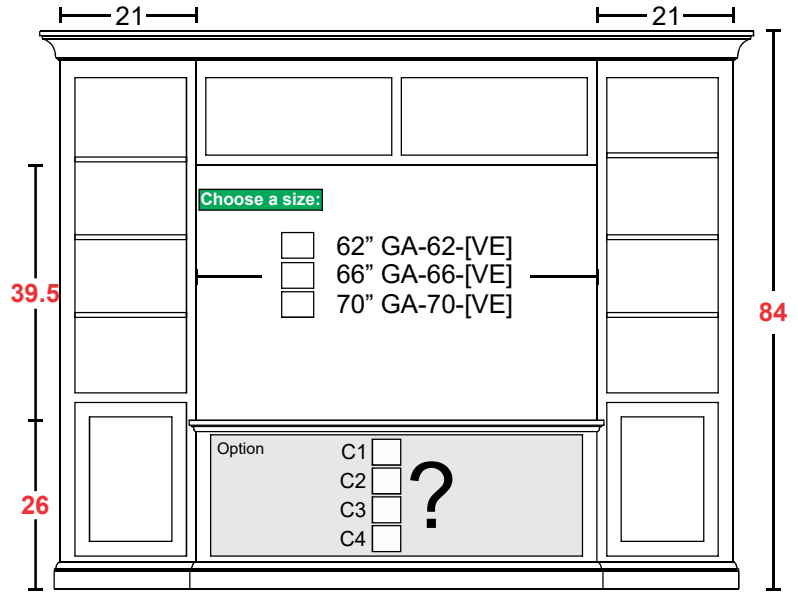 21
21
Choose a size:
62” GA-62-[VE]
66” GA-66-[VE]
70” GA-70-[VE]
39.5
84
Option
C1
C2
C3
C4
?
26